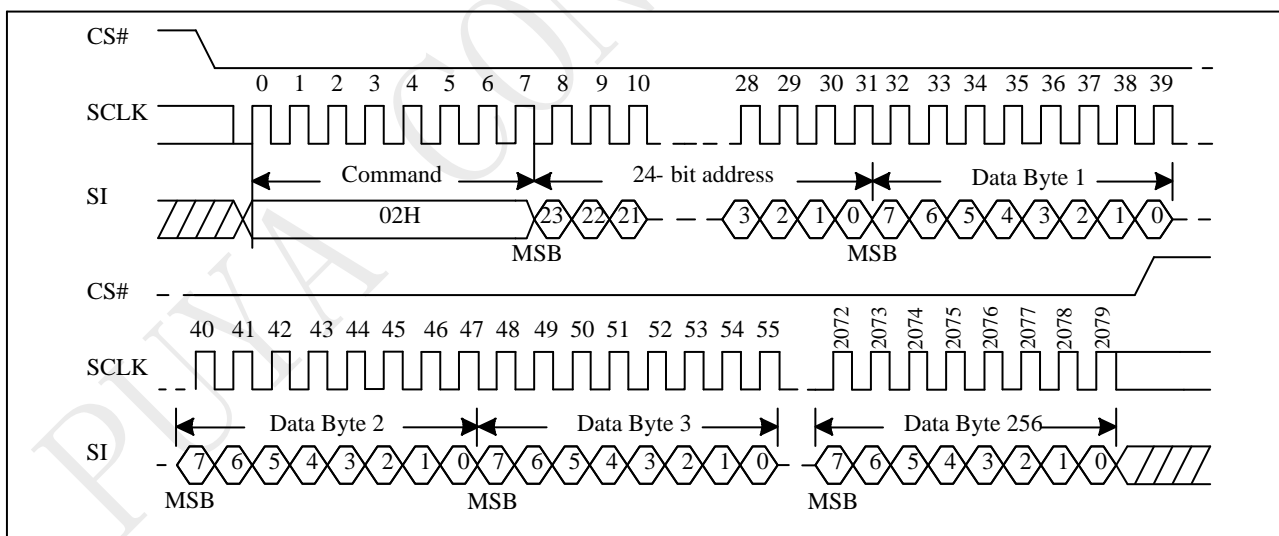 CS#
0 1 2 3 4 5 6 7 8 9 10 28 29 30 31 32 33 34 35 36 37 38 39
SCLK
Command 24- bit address Data Byte 1
SI
02H 23 22 21 3 2 1 0 7 6 5 4 3 2 1 0
MSB MSB
CS#
40 41 42 43 44 45 46 47 48 49 50 51 52 53 54 55 2072 2073 2074 2075 2076 2077 2078 2079
SCLK
Data Byte 2 Data Byte 3 Data Byte 256
SI
7 6 5 4 3 2 1 0 7 6 5 4 3 2 1 0 7 6 5 4 3 2 1 0
MSB MSB MSB
PUYA CON